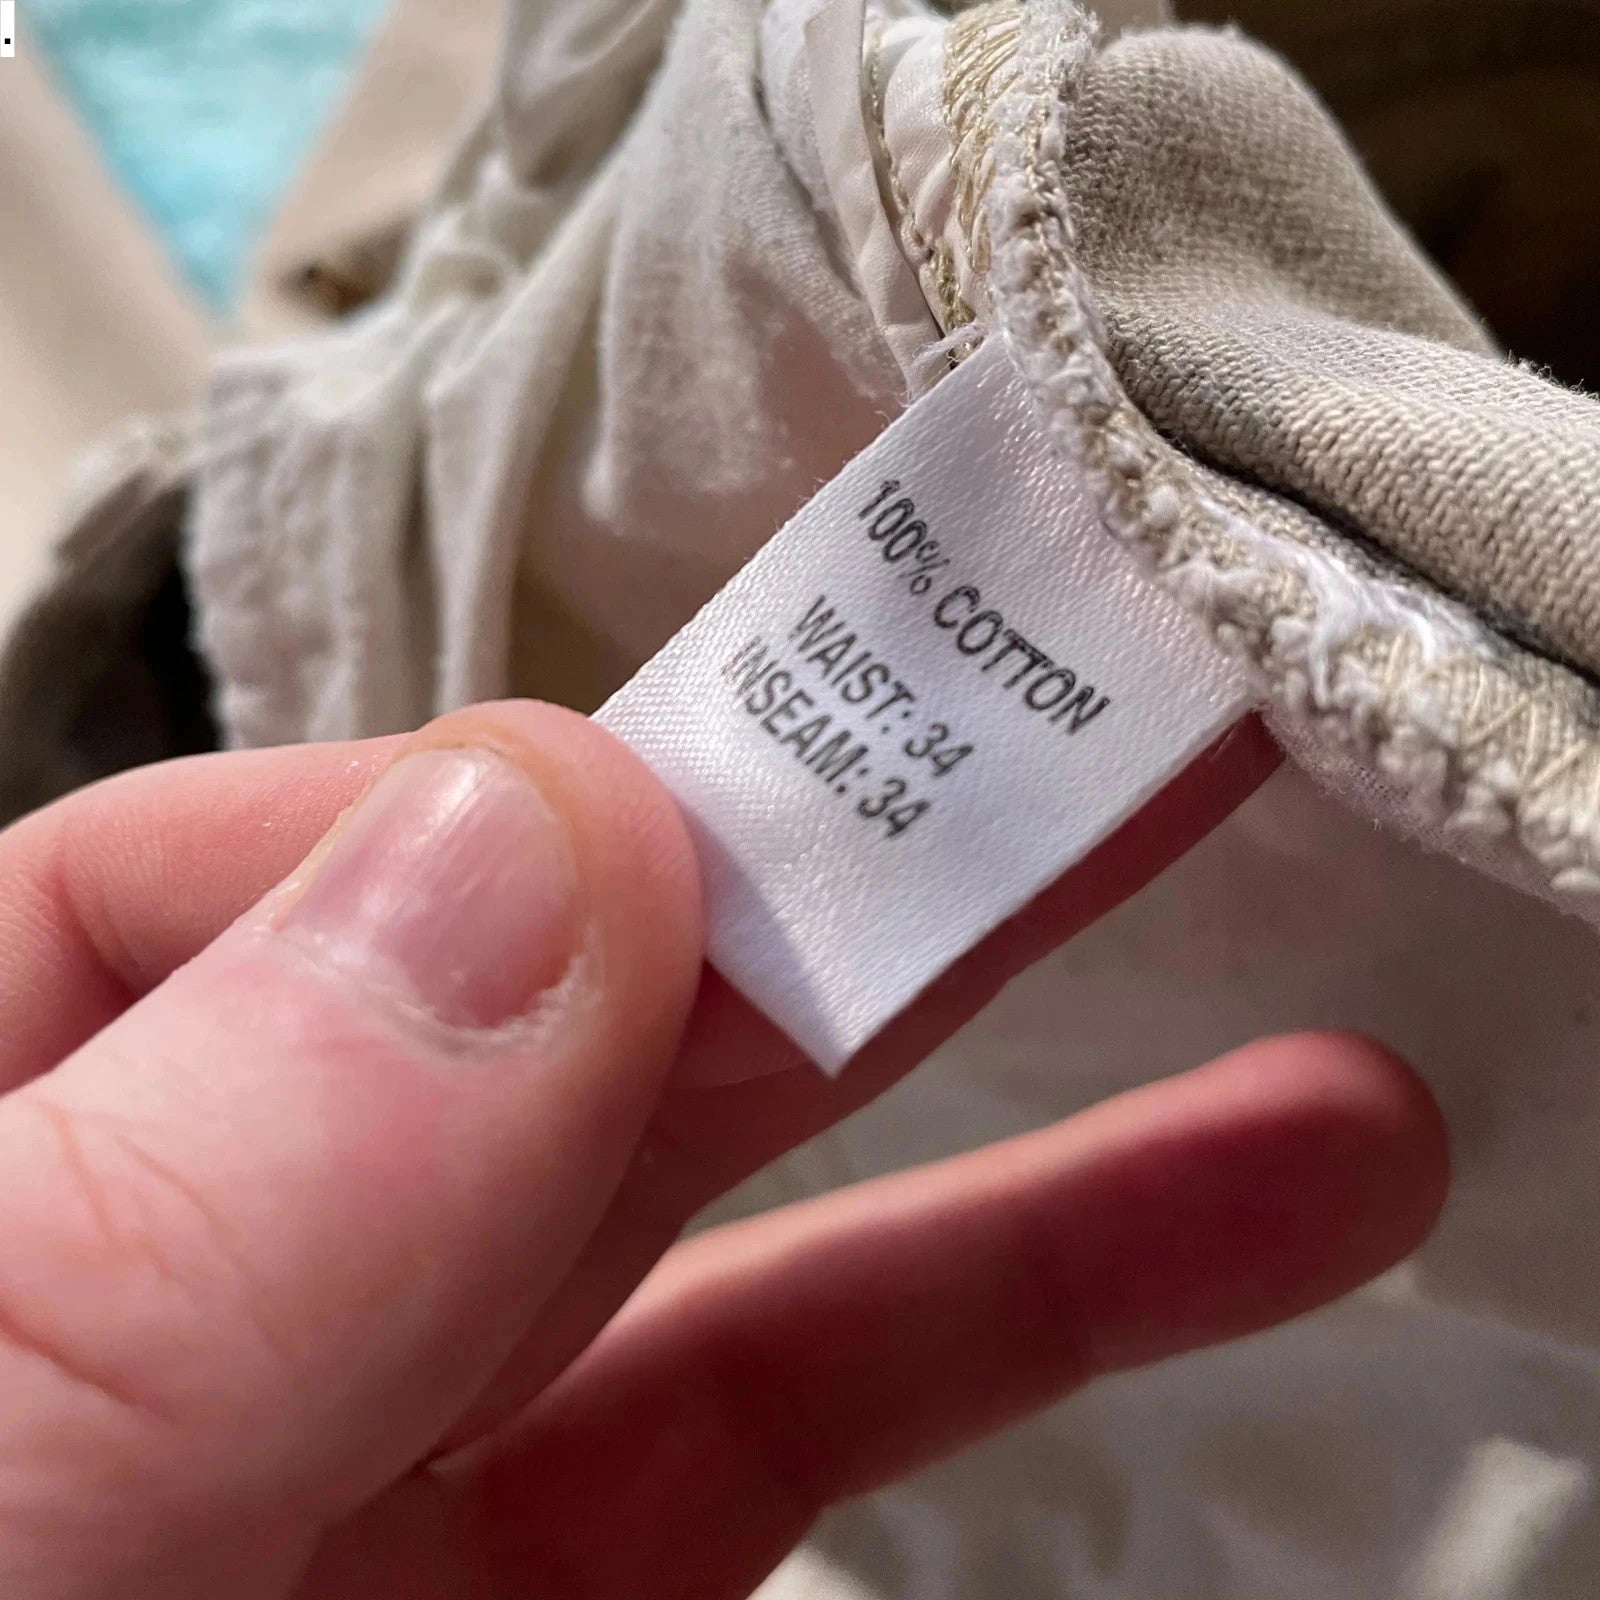 .
100% COTTON
WAIST: 34
INSEAM: 34